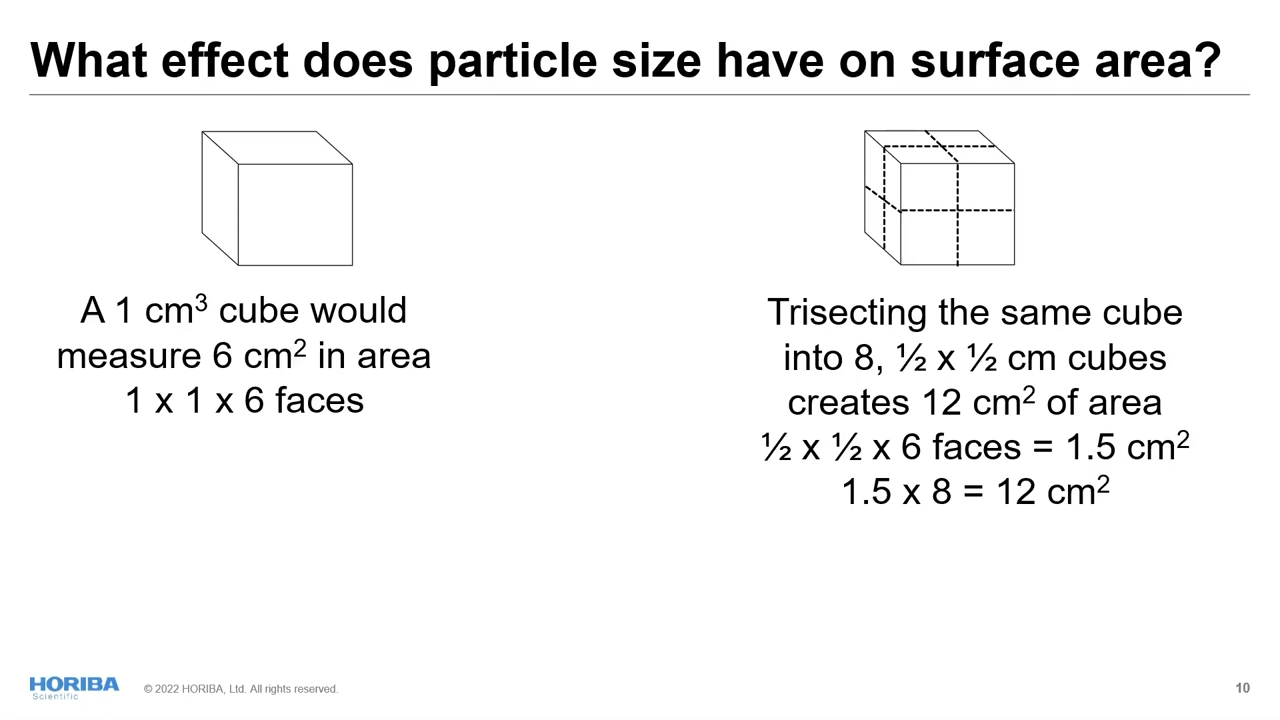 What effect does particle size have on surface area?
A 1 cm³ cube would
measure 6 cm² in area
1 x 1 x 6 faces
Trisecting the same cube
into 8, ½ x ½ cm cubes
creates 12 cm² of area
½ x ½ x 6 faces = 1.5 cm²
1.5 x 8 = 12 cm²
HORIBA
Scientific
© 2022 HORIBA, Ltd. All rights reserved.
10